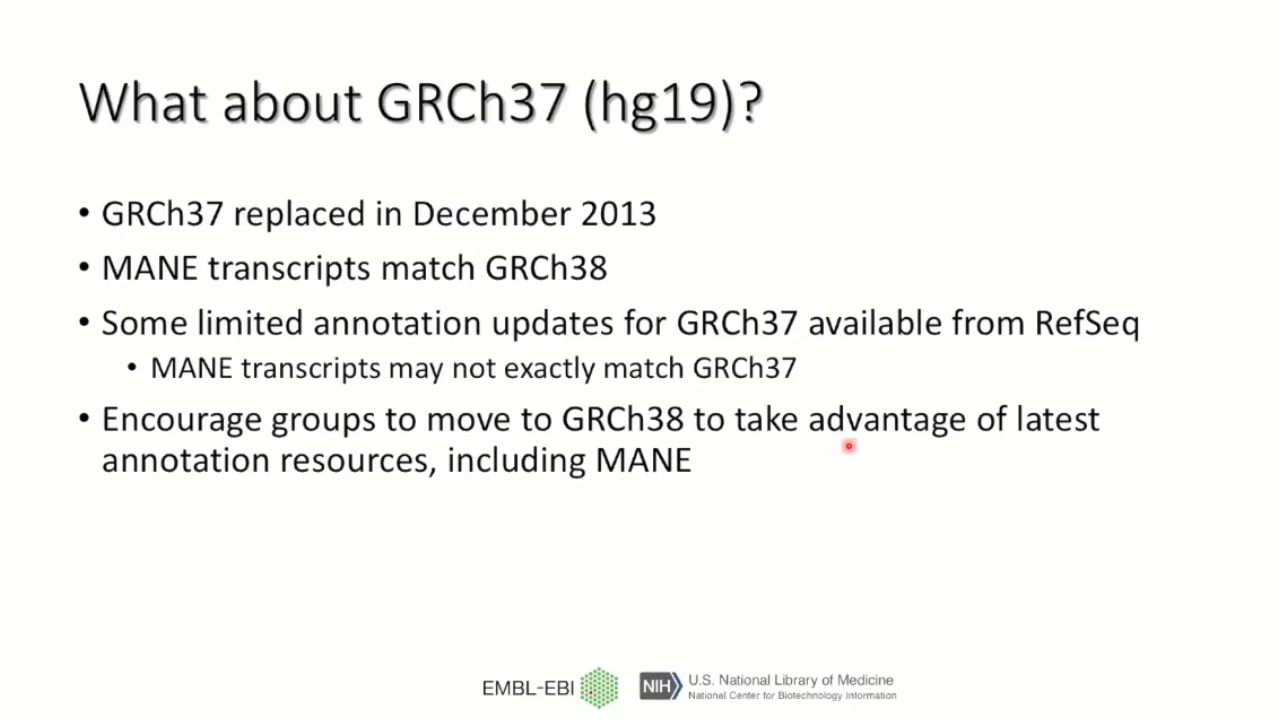 What about GRCh37 (hg19)?
• GRCh37 replaced in December 2013
• MANE transcripts match GRCh38
• Some limited annotation updates for GRCh37 available from RefSeq
• MANE transcripts may not exactly match GRCh37
• Encourage groups to move to GRCh38 to take advantage of latest
annotation resources, including MANE
EMBL-EBI
NIH
U.S. National Library of Medicine
National Center for Biotechnology Information